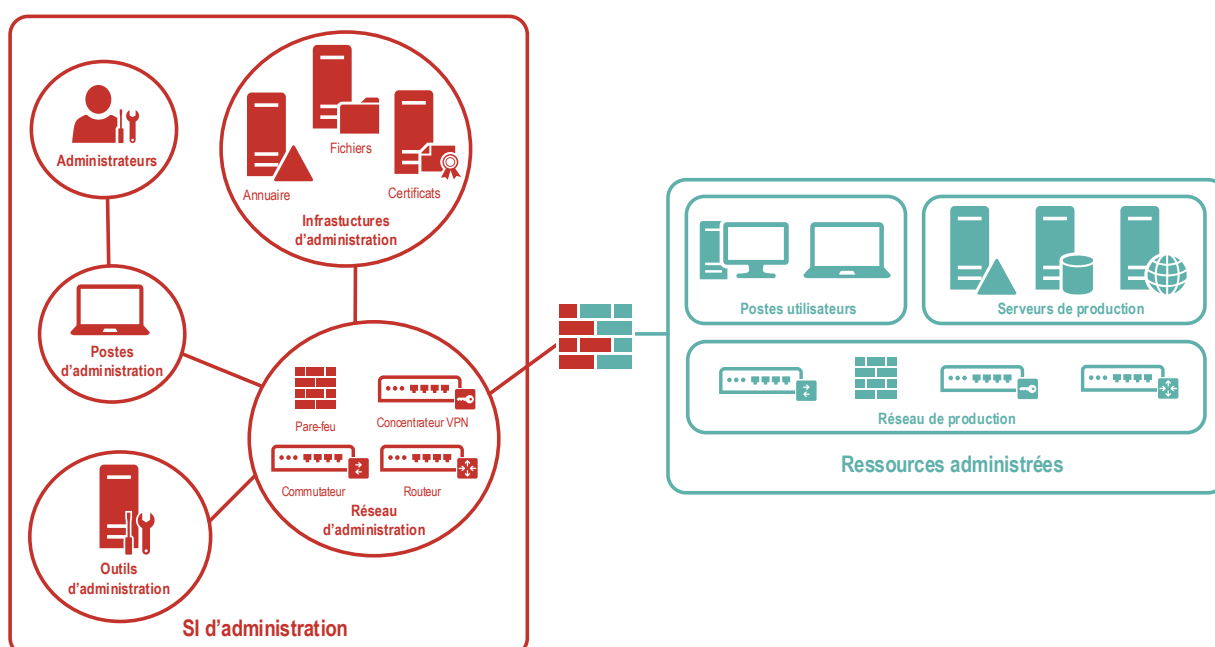 Administrateurs
Fichiers
Annuaire
Certificats
Infrastuctures
d'administration
Postes
d'administration
Pare-feu
Concentrateur VPN
Commutateur
Routeur
Réseau
d'administration
Outils
d'administration
SI d'administration
Postes utilisateurs
Serveurs de production
Réseau de production
Ressources administrées